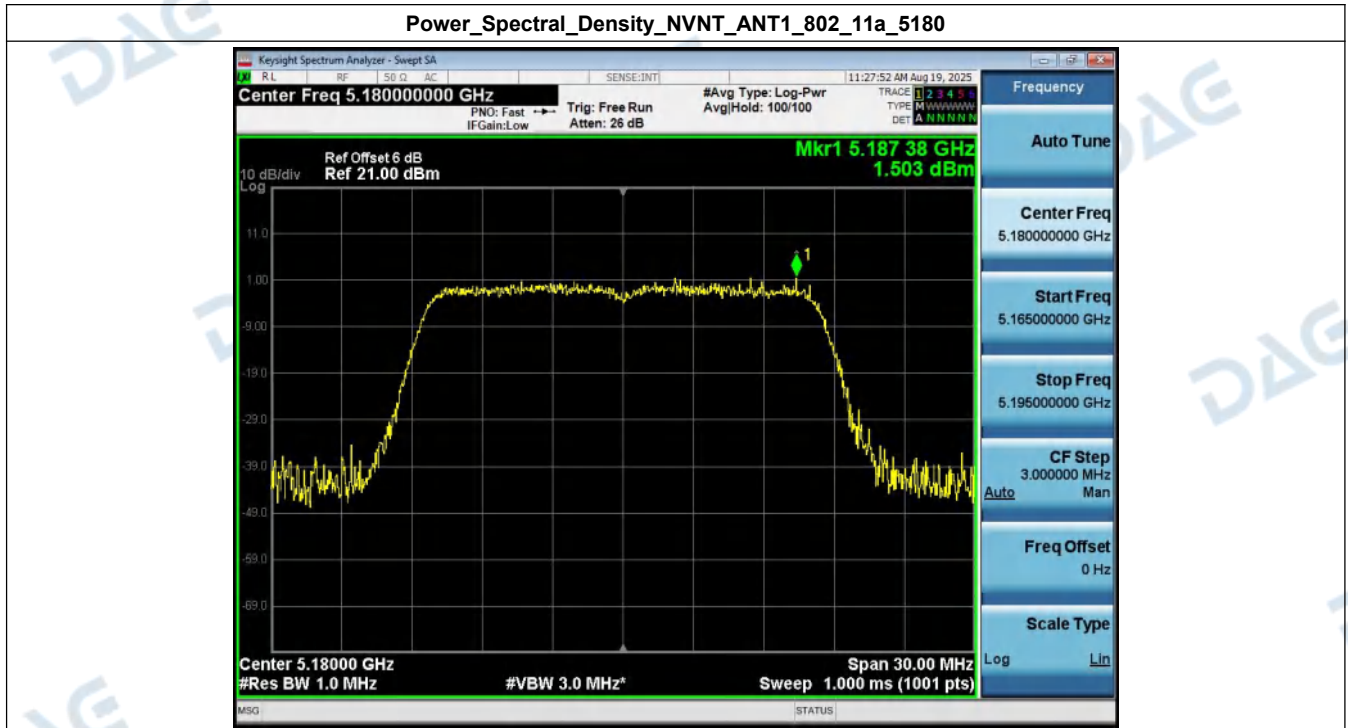 Power_Spectral_Density_NVNT_ANT1_802_11a_5180
Keysight Spectrum Analyzer - Swept SA
LXI RL RF 50 Ω AC SENSE:INT 11:27:52 AM Aug 19, 2025
Center Freq 5.180000000 GHz
PNO: Fast
IFGain:Low
Trig: Free Run
Atten: 26 dB
#Avg Type: Log-Pwr
Avg|Hold: 100/100
TRACE 1 2 3 4 5 6
TYPE M W W W W W
DET A N N N N N
Frequency
Mkr1 5.187 38 GHz
1.503 dBm
Ref Offset 6 dB
10 dB/div Ref 21.00 dBm
Log
11.0
1.00
-9.00
-19.0
-29.0
-39.0
-49.0
-59.0
-69.0
1
Center 5.18000 GHz Span 30.00 MHz
#Res BW 1.0 MHz #VBW 3.0 MHz* Sweep 1.000 ms (1001 pts)
Auto Tune
Center Freq
5.180000000 GHz
Start Freq
5.165000000 GHz
Stop Freq
5.195000000 GHz
CF Step
3.000000 MHz
Auto Man
Freq Offset
0 Hz
Scale Type
Log Lin
MSG STATUS
DAG
DAG
DAG